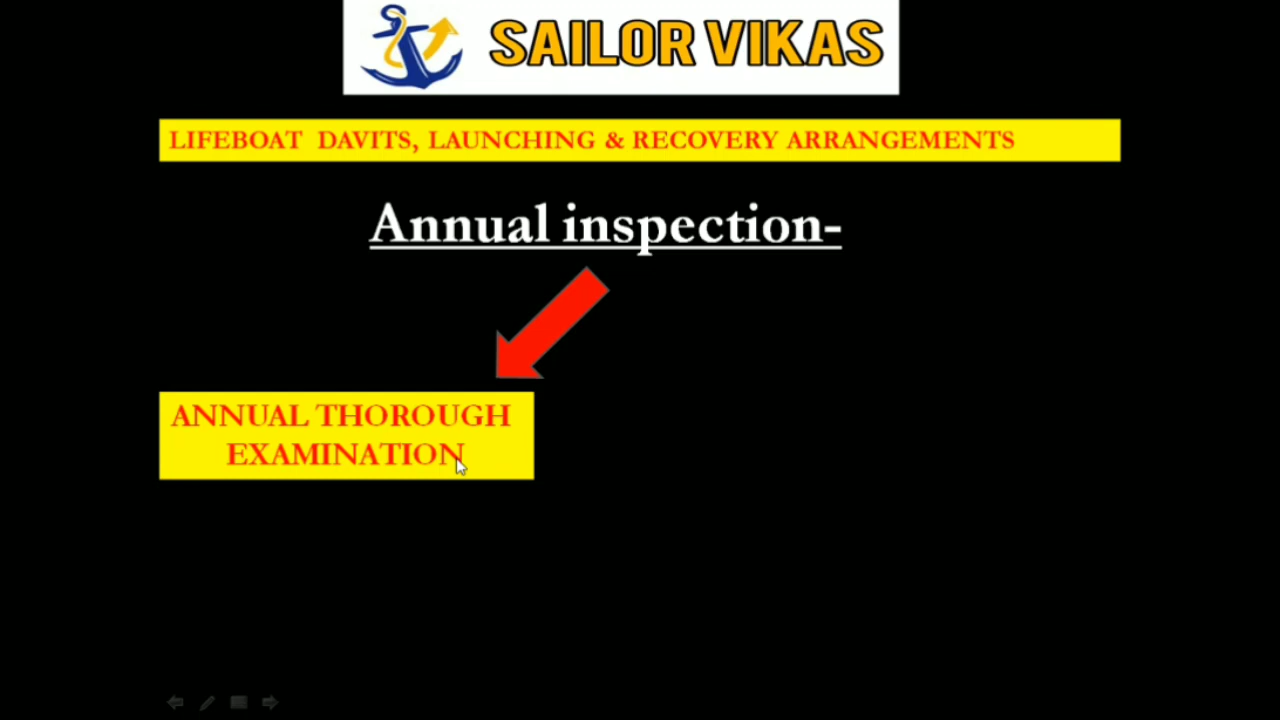 SAILOR VIKAS
LIFEBOAT DAVITS, LAUNCHING & RECOVERY ARRANGEMENTS
Annual inspection-
ANNUAL THOROUGH
EXAMINATION